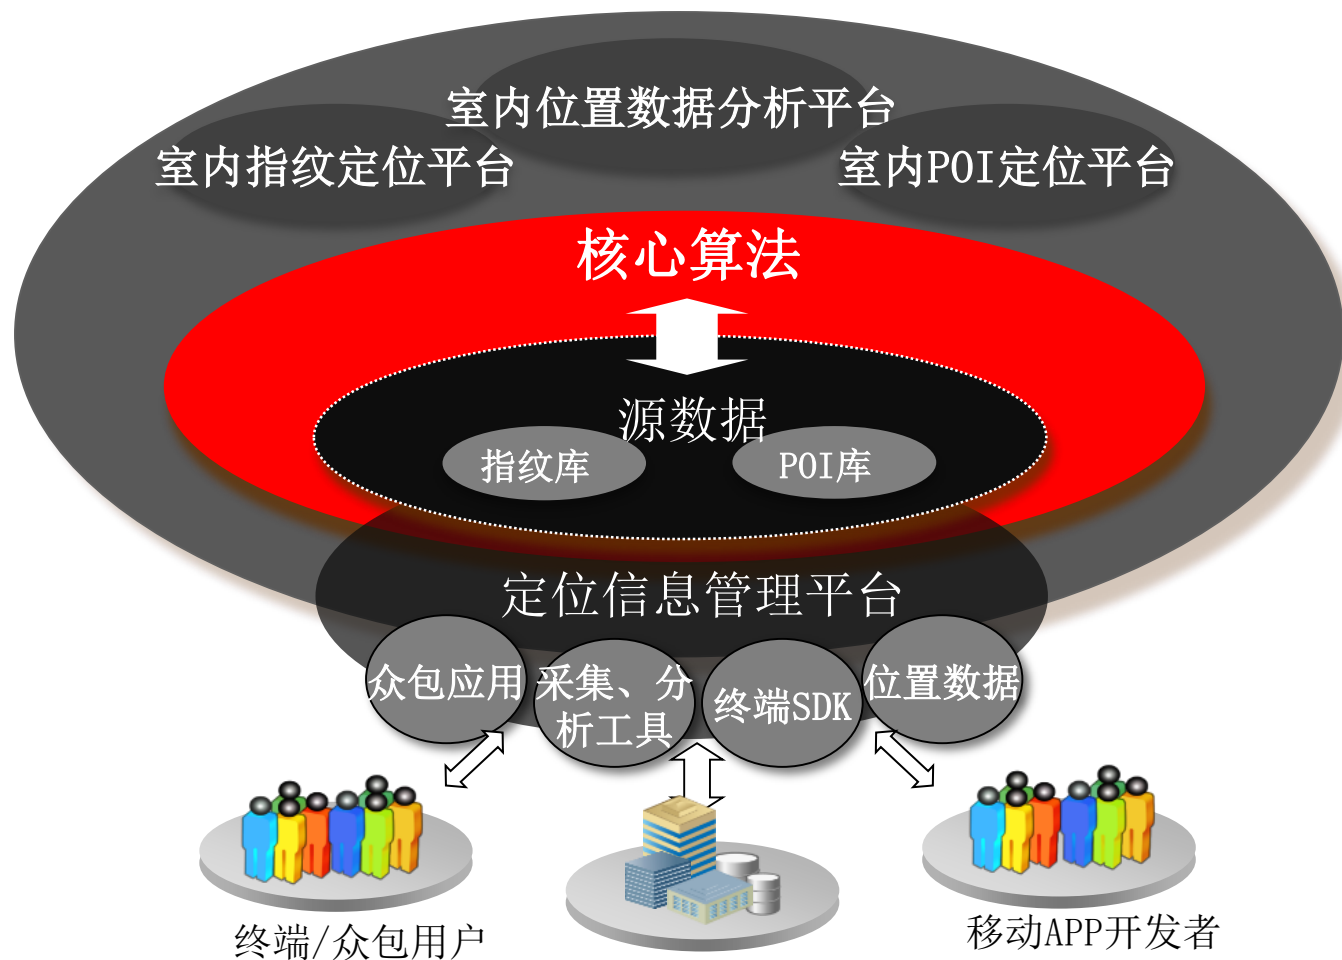 室内位置数据分析平台
室内指纹定位平台
室内POI定位平台
核心算法
源数据
指纹库
POI库
定位信息管理平台
众包应用
采集、分
析工具
终端SDK
位置数据
终端/众包用户
移动APP开发者